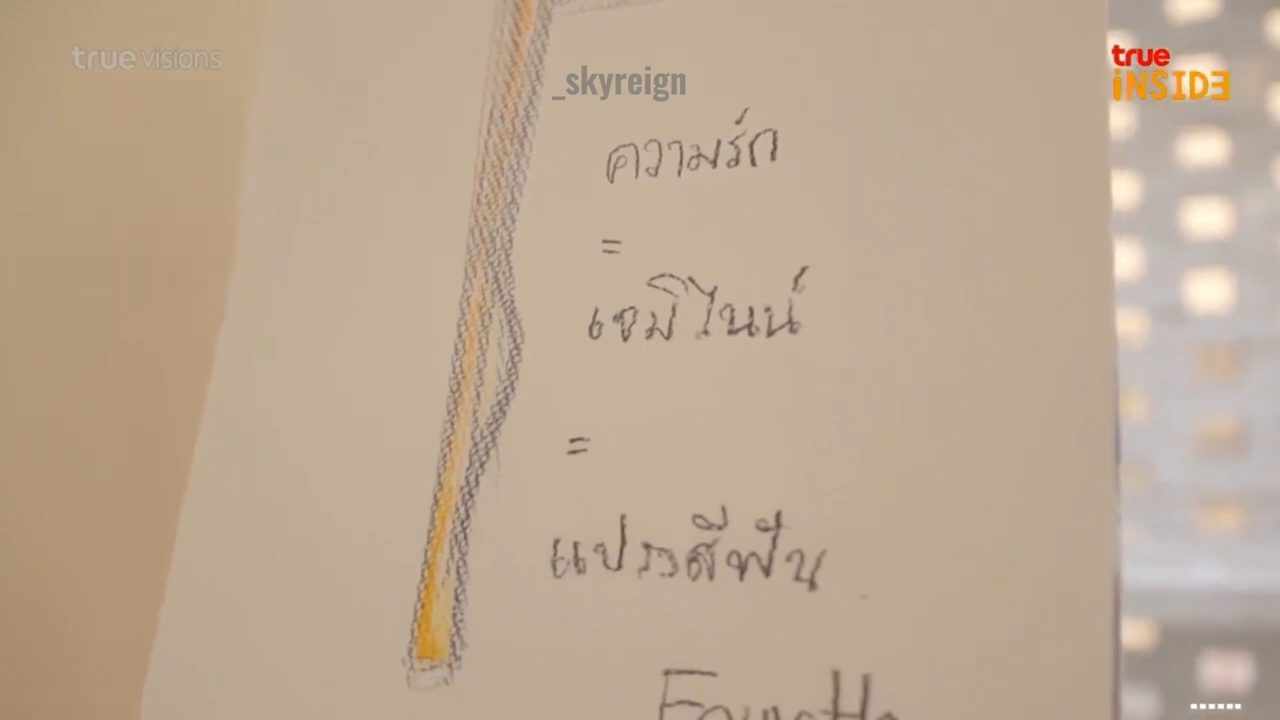 true visions
true
INSIDE
_skyreign
ความรัก
=
เจมีไนน์
=
แปรงสีฟัน